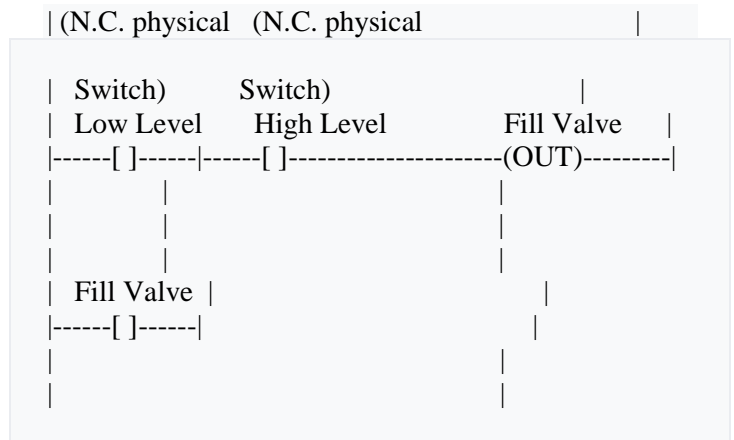 | (N.C. physical (N.C. physical |
| Switch) Switch) |
| Low Level High Level Fill Valve |
|------[ ]------|------[ ]----------------------(OUT)---------|
| | |
| | |
| | |
| Fill Valve | |
|------[ ]------| |
| |
| |